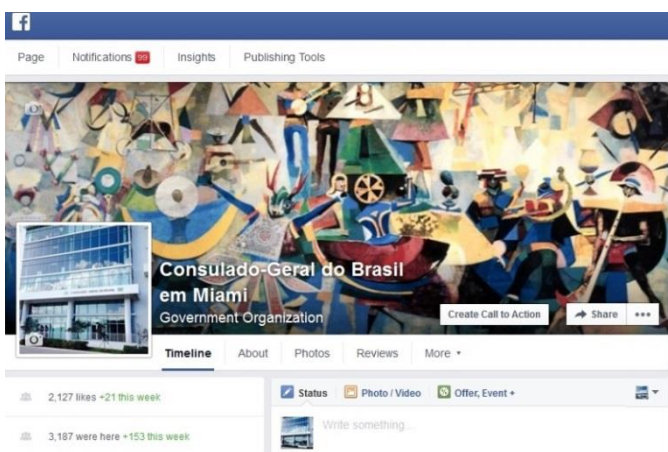 f
Page Notifications 99 Insights Publishing Tools
Consulado-Geral do Brasil
em Miami
Government Organization
Create Call to Action Share •••
Timeline About Photos Reviews More
2,127 likes +21 this week
3,187 were here +153 this week
Status Photo / Video Offer, Event +
Write something...